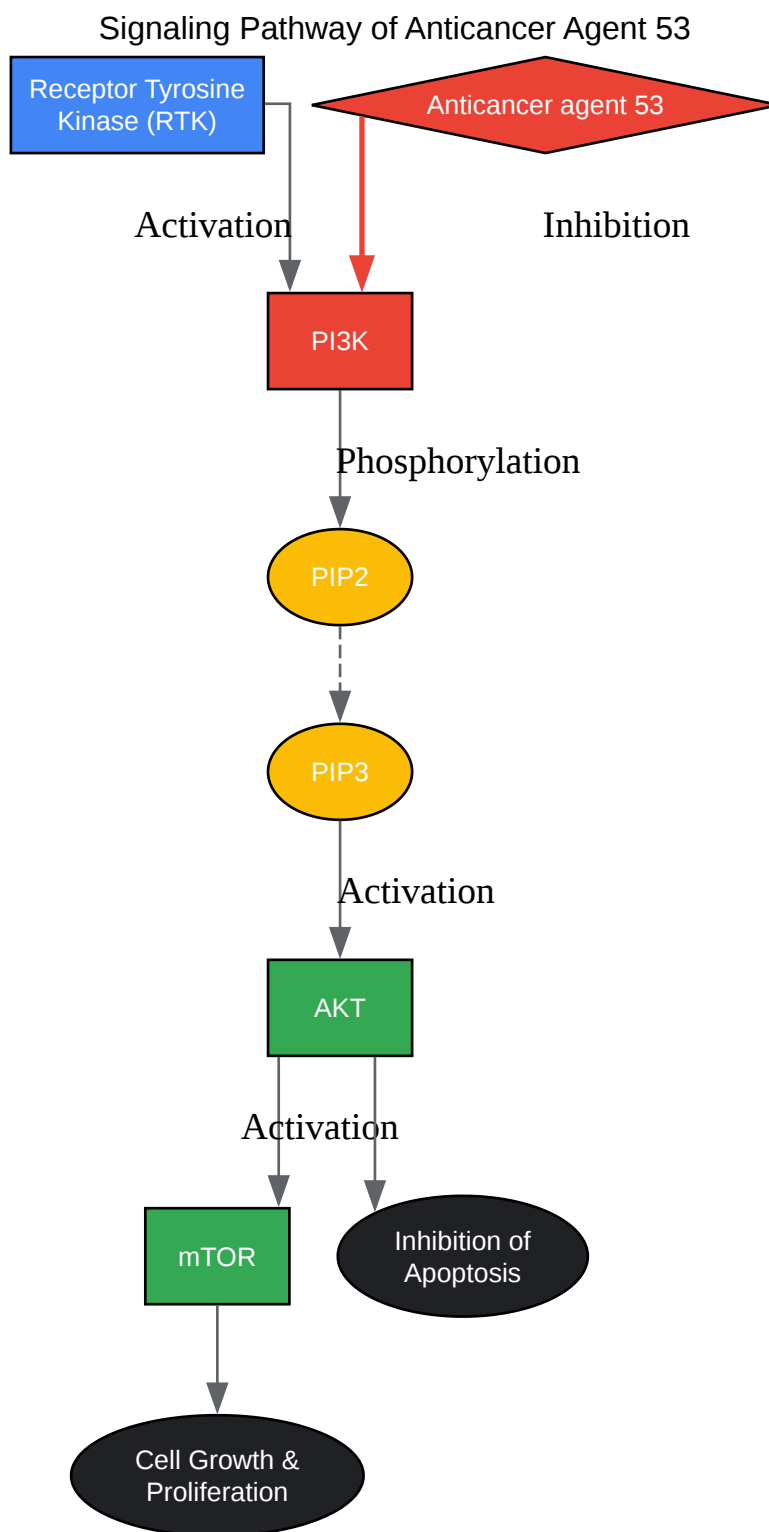 Signaling Pathway of Anticancer Agent 53
Receptor Tyrosine
Kinase (RTK)
Anticancer agent 53
Activation
Inhibition
PI3K
Phosphorylation
PIP2
PIP3
Activation
AKT
Activation
mTOR
Inhibition of
Apoptosis
Cell Growth &
Proliferation